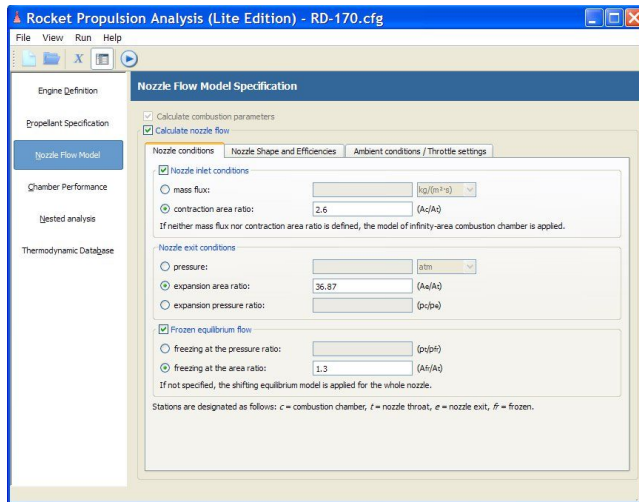 Rocket Propulsion Analysis (Lite Edition) - RD-170.cfg
File View Run Help
X
Engine Definition
Propellant Specification
Nozzle Flow Model
Chamber Performance
Nested analysis
Thermodynamic Database
Nozzle Flow Model Specification
Calculate combustion parameters
Calculate nozzle flow
Nozzle conditions Nozzle Shape and Efficiencies Ambient conditions / Throttle settings
Nozzle inlet conditions
mass flux: kg/(m²·s)
contraction area ratio: 2.6 (Ac/At)
If neither mass flux nor contraction area ratio is defined, the model of infinity-area combustion chamber is applied.
Nozzle exit conditions
pressure: atm
expansion area ratio: 36.87 (Ae/At)
expansion pressure ratio: (pc/pe)
Frozen equilibrium flow
freezing at the pressure ratio: (pt/pfr)
freezing at the area ratio: 1.3 (Afr/At)
If not specified, the shifting equilibrium model is applied for the whole nozzle.
Stations are designated as follows: c = combustion chamber, t = nozzle throat, e = nozzle exit, fr = frozen.